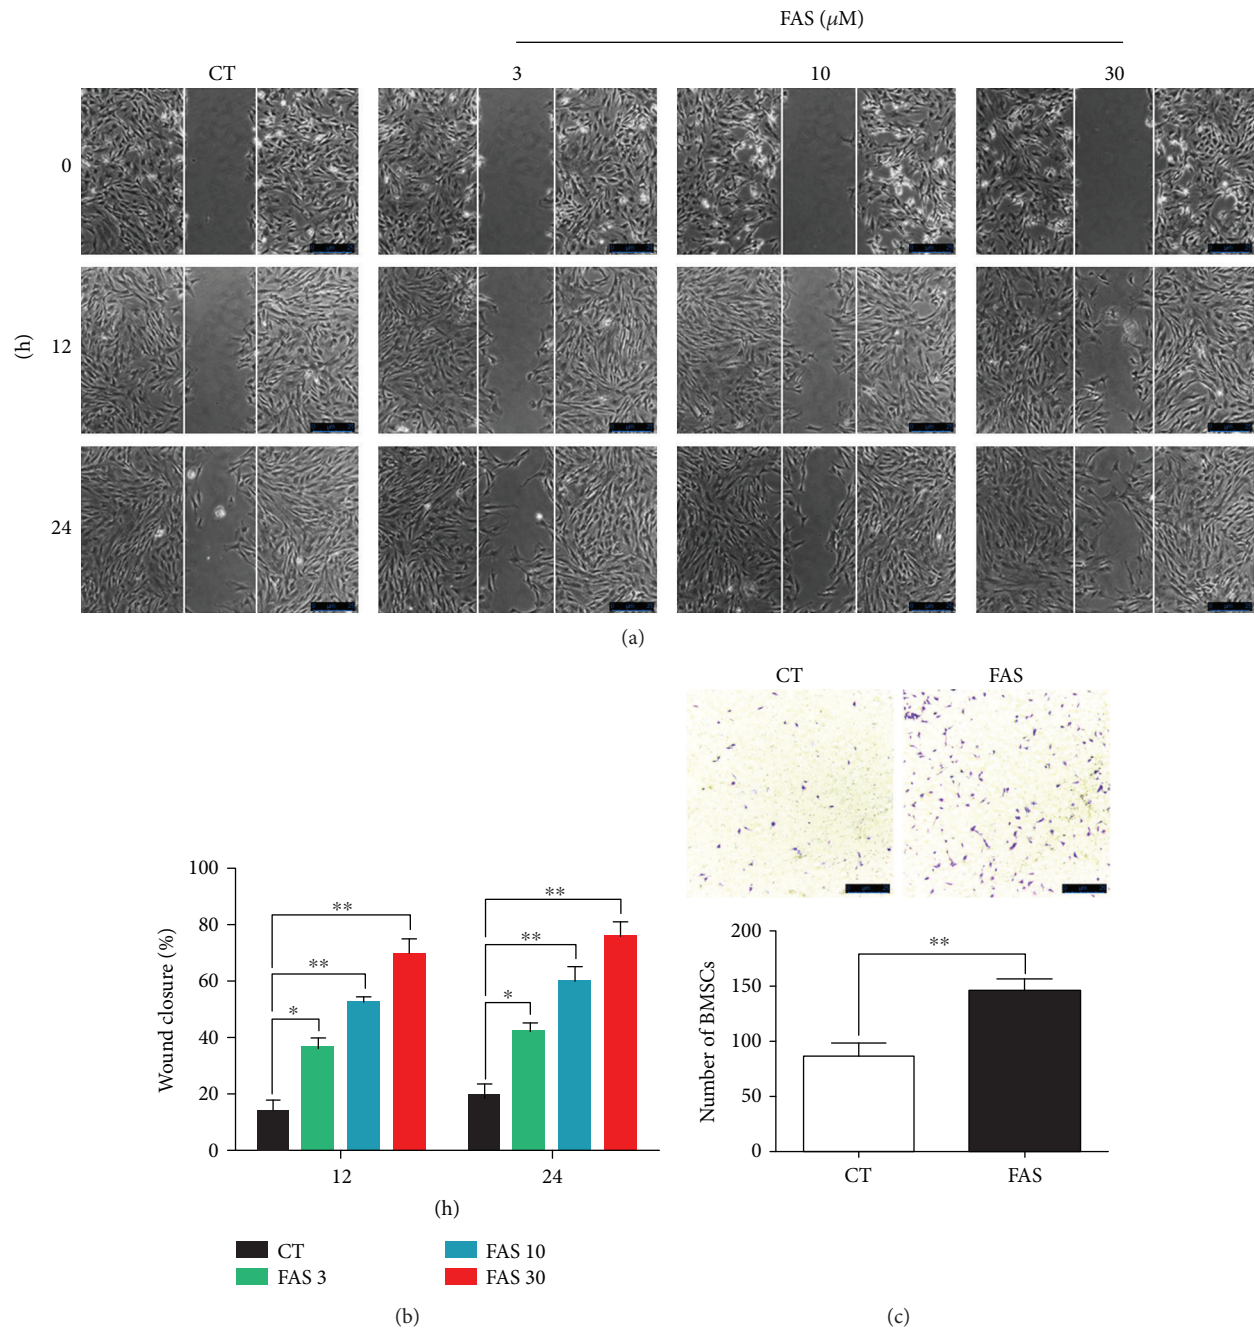 FAS (μM)
CT 3 10 30
0
12
(h)
24
(a)
CT FAS
100
80
60
40
20
0
Wound closure (%)
** ** *
** ** *
12 24
(h)
CT FAS 10
FAS 3 FAS 30
(b)
200
150
100
50
0
Number of BMSCs
**
CT FAS
(c)